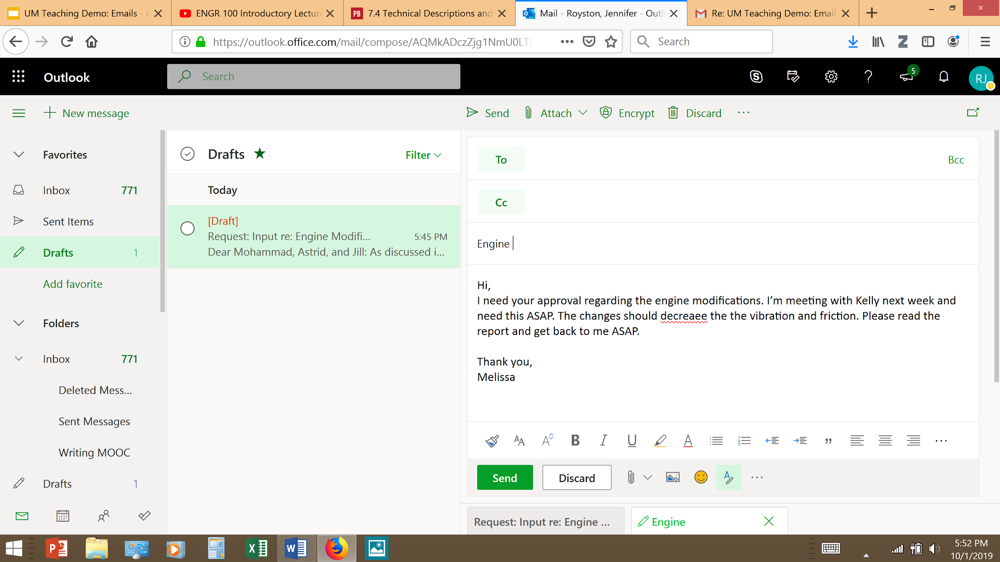 UM Teaching Demo: Emails -
ENGR 100 Introductory Lecture
PB 7.4 Technical Descriptions and
Mail - Royston, Jennifer - Outl
Re: UM Teaching Demo: Email
https://outlook.office.com/mail/compose/AQMkADczZjg1NmU0LT
Search
Outlook
Search
5
RJ
New message
Send
Attach
Encrypt
Discard
Favorites
Inbox 771
Sent Items
Drafts 1
Add favorite
Folders
Inbox 771
Deleted Mess...
Sent Messages
Writing MOOC
Drafts 1
Drafts
Filter
Today
[Draft]
Request: Input re: Engine Modifi... 5:45 PM
Dear Mohammad, Astrid, and Jill: As discussed i...
To
Bcc
Cc
Engine
Hi,
I need your approval regarding the engine modifications. I’m meeting with Kelly next week and
need this ASAP. The changes should decreaee the the vibration and friction. Please read the
report and get back to me ASAP.
Thank you,
Melissa
Send
Discard
Request: Input re: Engine ...
Engine
5:52 PM
10/1/2019